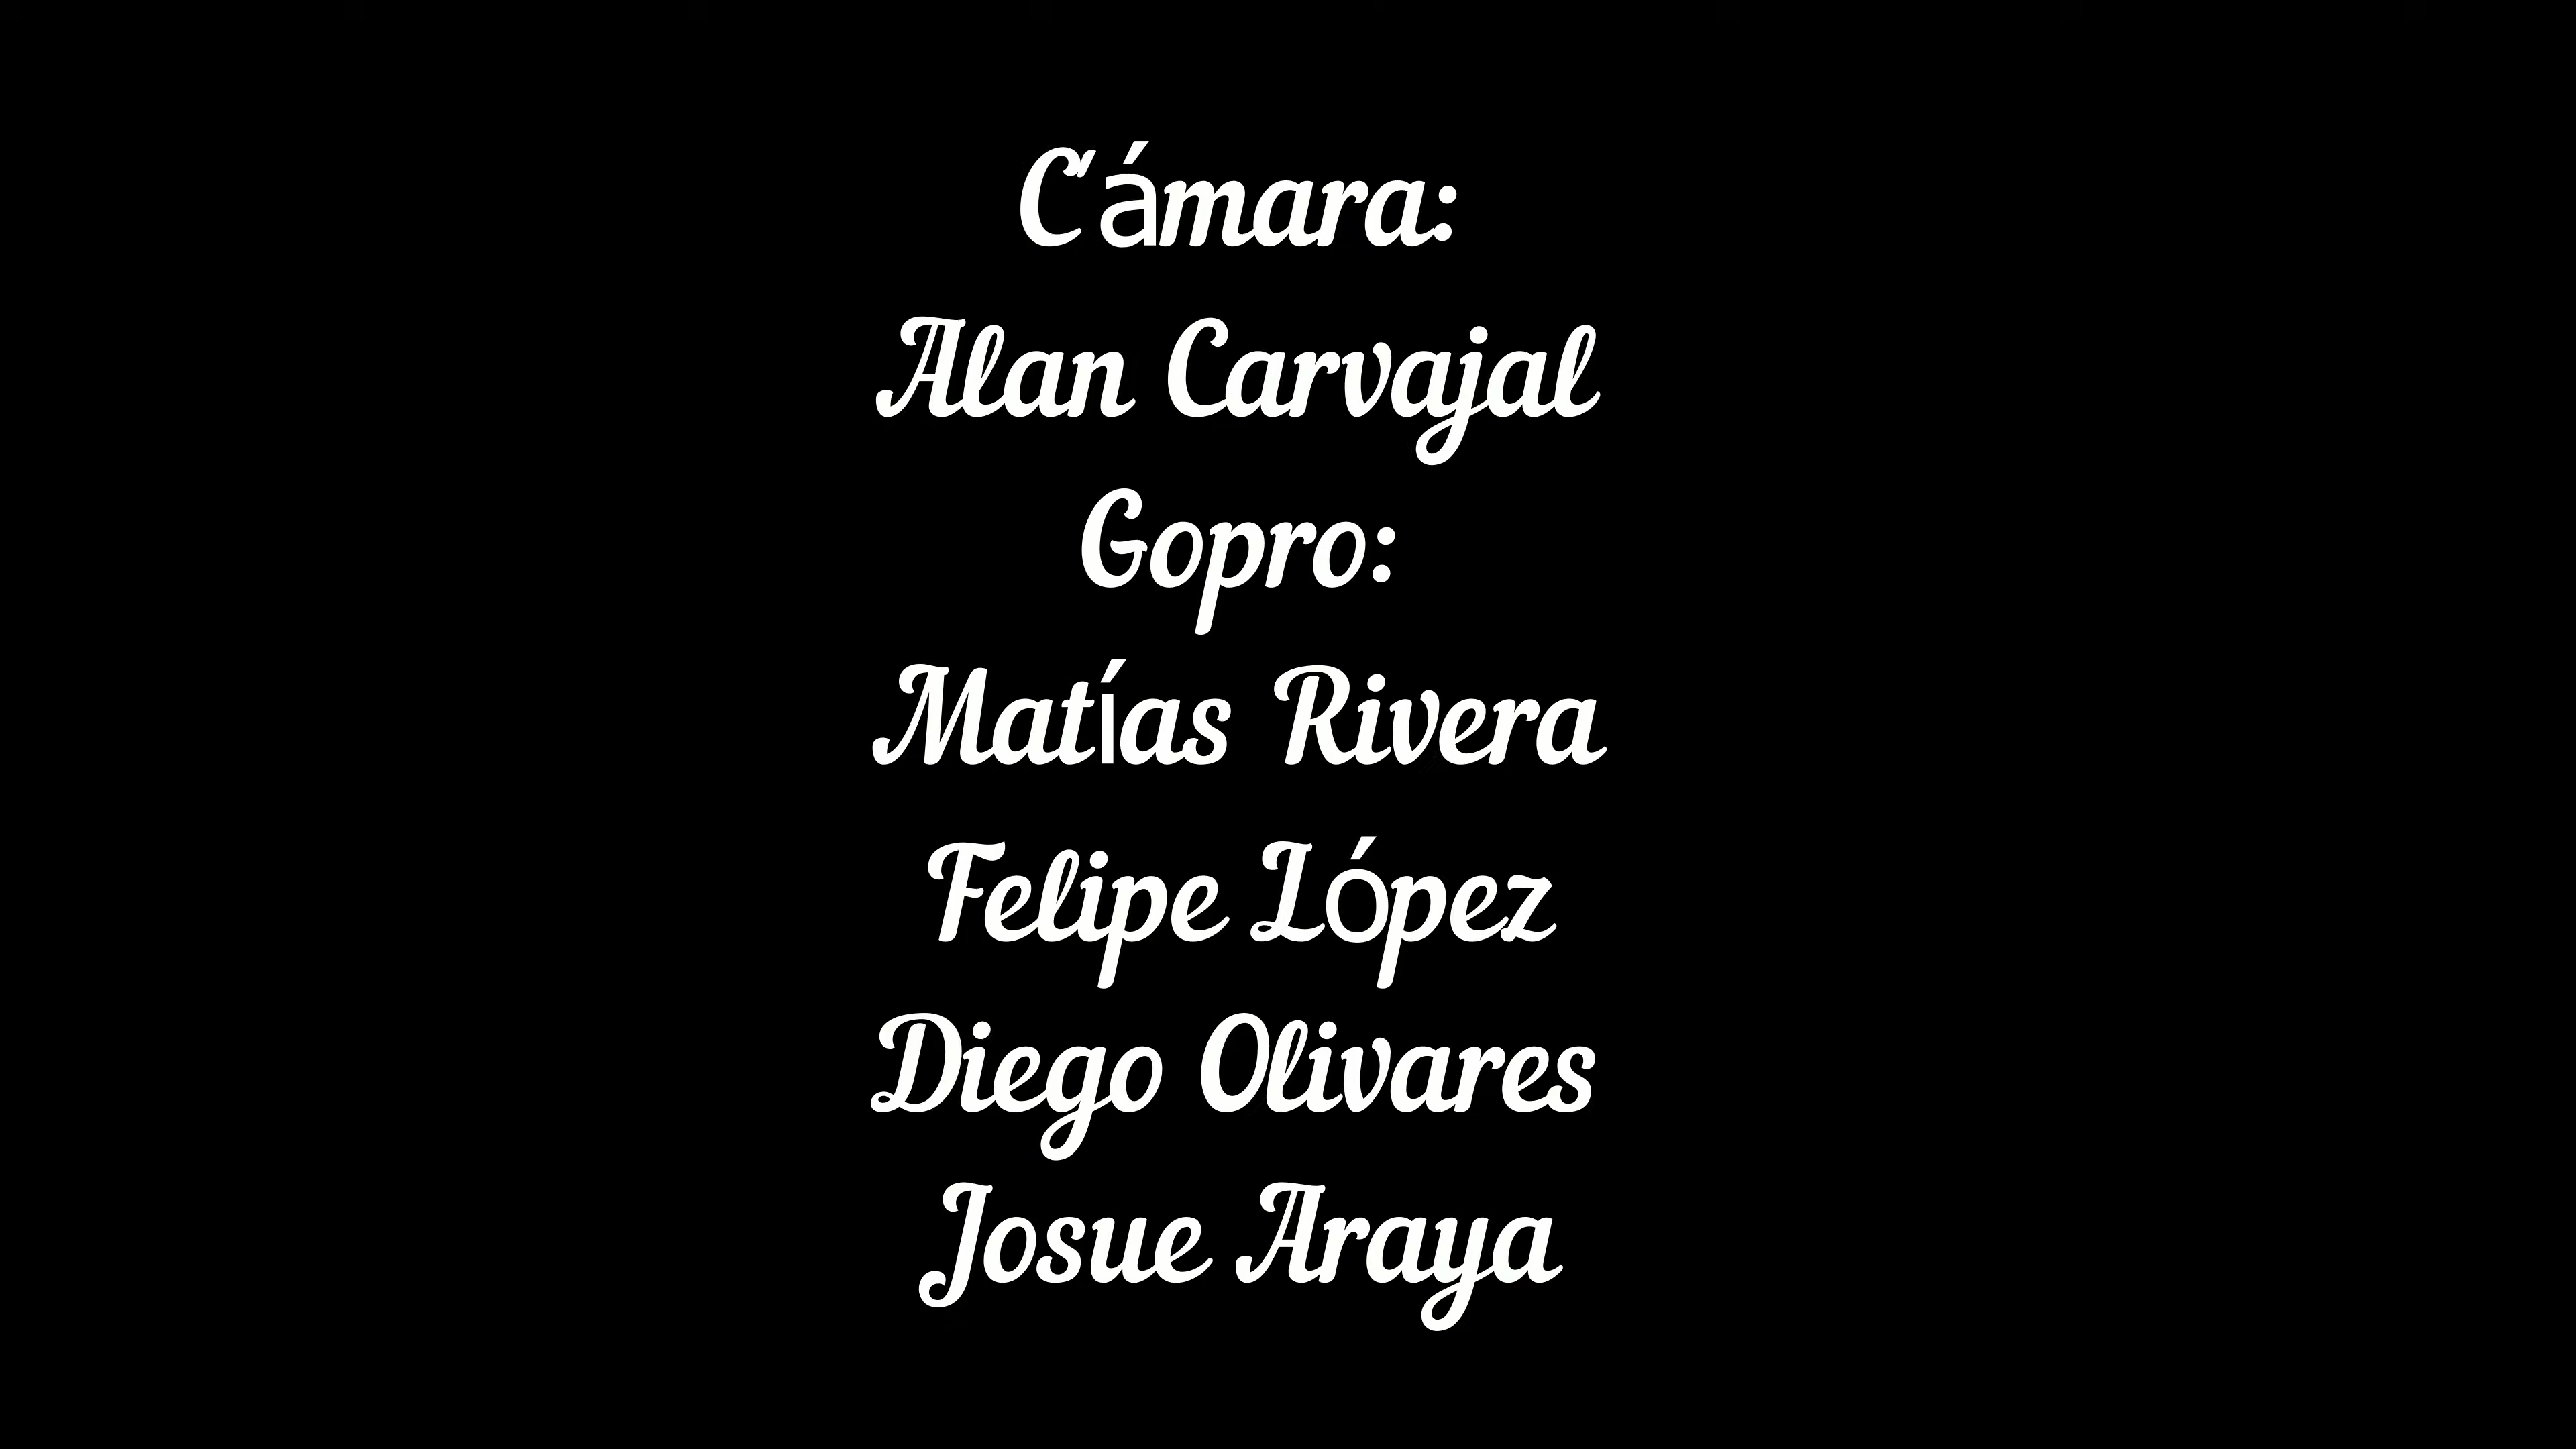 Cámara:
Alan Carvajal
Gopro:
Matías Rivera
Felipe López
Diego Olivares
Josue Araya